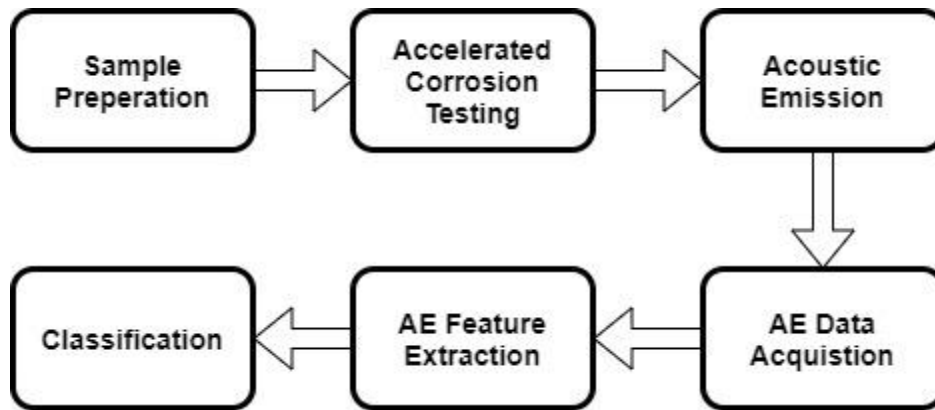 Sample
Preperation
Accelerated
Corrosion
Testing
Acoustic
Emission
AE Data
Acquistion
AE Feature
Extraction
Classification